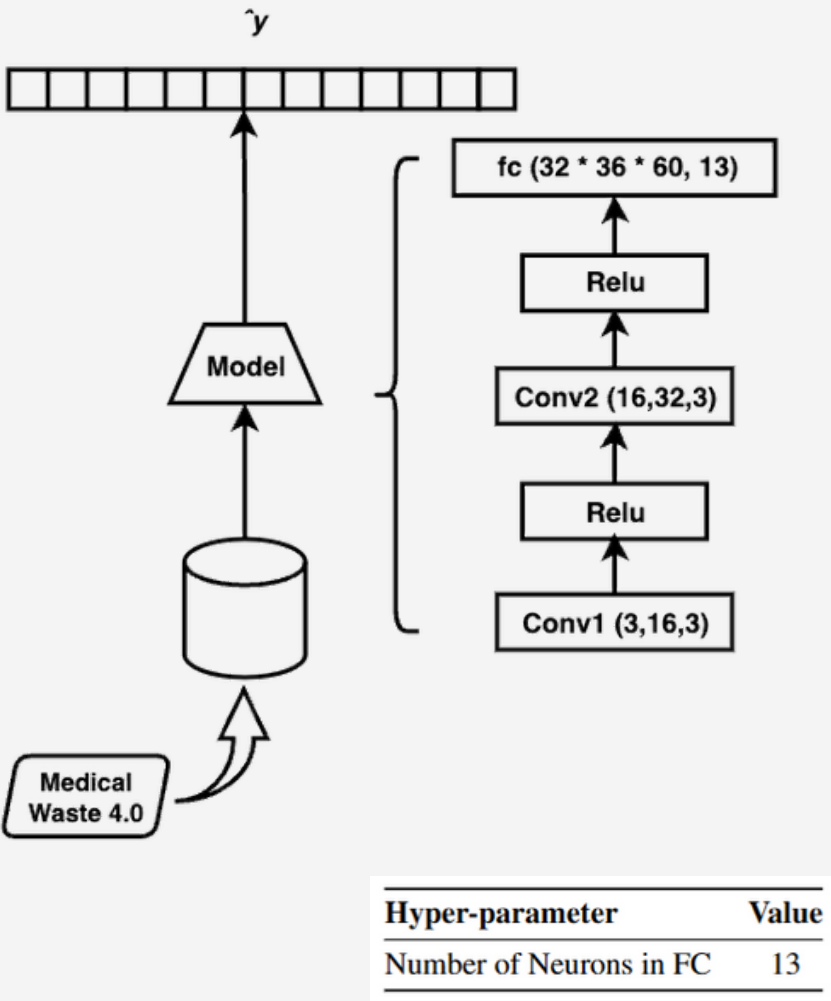 ˆy
fc (32 * 36 * 60, 13)
Relu
Model
Conv2 (16,32,3)
Relu
Conv1 (3,16,3)
Medical
Waste 4.0
Hyper-parameter Value
Number of Neurons in FC 13